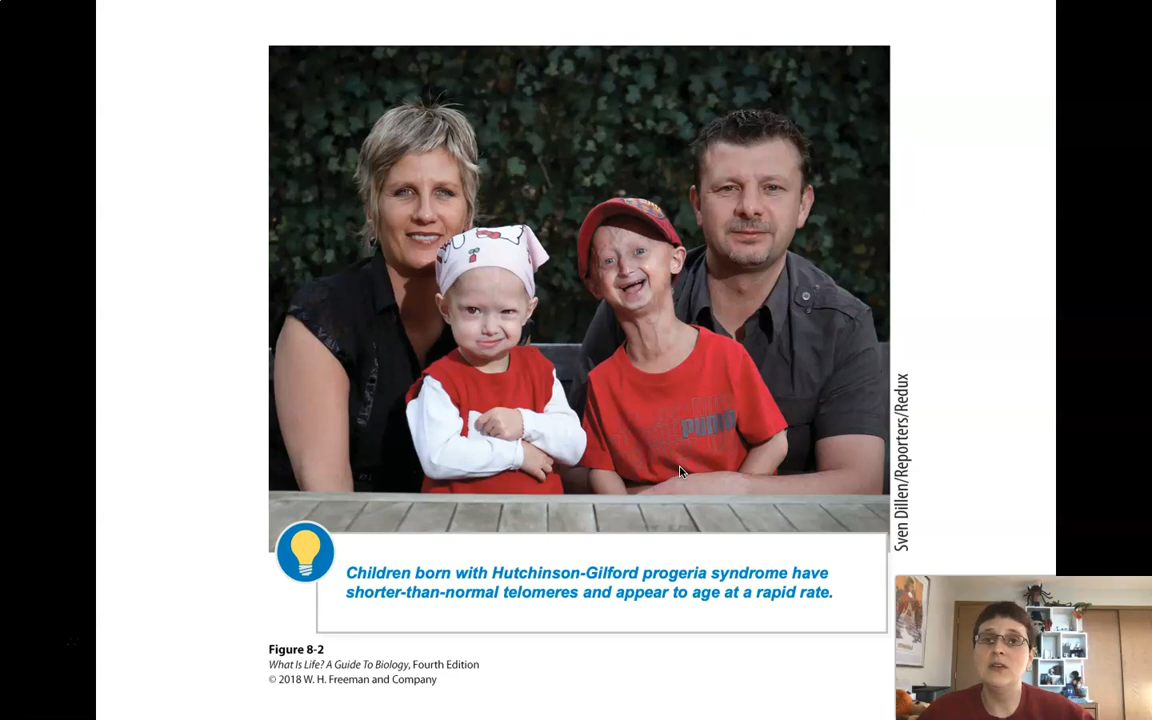 PUMA
Sven Dillen/Reporters/Redux
Children born with Hutchinson-Gilford progeria syndrome have
shorter-than-normal telomeres and appear to age at a rapid rate.
Figure 8-2
What Is Life? A Guide To Biology, Fourth Edition
© 2018 W. H. Freeman and Company